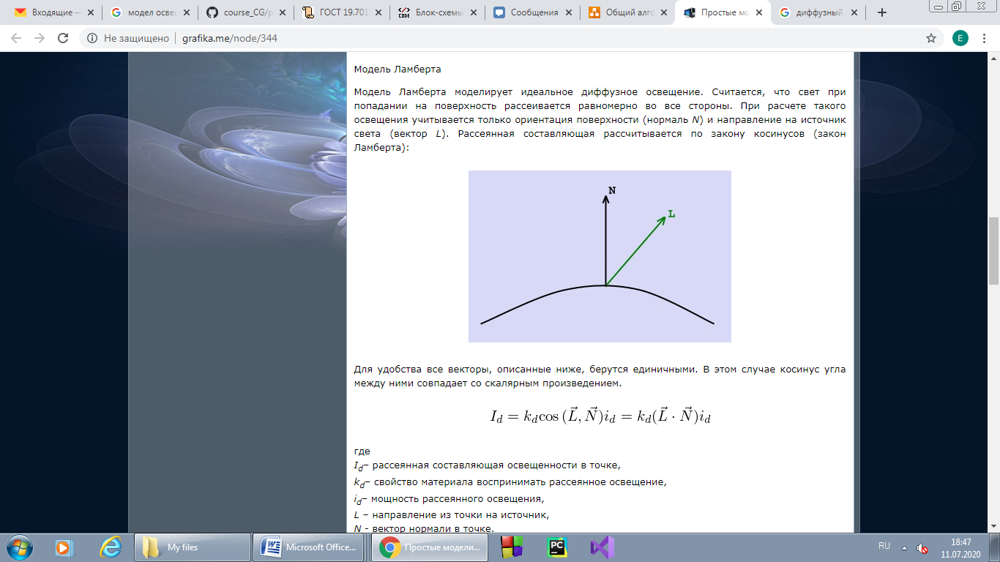 Входящие –
модел осве
course_CG/p
ГОСТ 19.701
Блок-схемы
Сообщения
Общий алго
Простые мо
диффузный
Не защищено | grafika.me/node/344
E
Модель Ламберта
Модель Ламберта моделирует идеальное диффузное освещение. Считается, что свет при
попадании на поверхность рассеивается равномерно во все стороны. При расчете такого
освещения учитывается только ориентация поверхности (нормаль N) и направление на источник
света (вектор L). Рассеянная составляющая рассчитывается по закону косинусов (закон
Ламберта):
N
L
Для удобства все векторы, описанные ниже, берутся единичными. В этом случае косинус угла
между ними совпадает со скалярным произведением.
I_d = k_d cos (L⃗, N⃗) i_d = k_d (L⃗ · N⃗) i_d
где
I_d– рассеянная составляющая освещенности в точке,
k_d– свойство материала воспринимать рассеянное освещение,
i_d– мощность рассеянного освещения,
L – направление из точки на источник,
N - вектор нормали в точке.
My files
Microsoft Office...
Простые модели...
PC
RU
18:47
11.07.2020